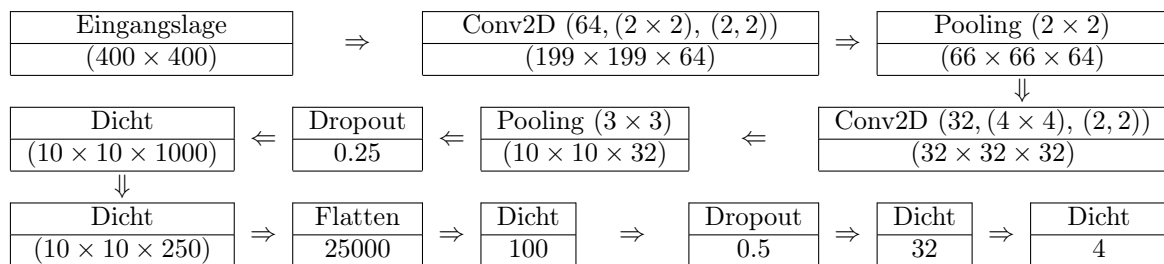 Eingangslage ⇒ Conv2D (64, (2 × 2), (2, 2)) ⇒ Pooling (2 × 2)
(400 × 400) (199 × 199 × 64) (66 × 66 × 64)
⇓
Dicht ⇐ Dropout ⇐ Pooling (3 × 3) ⇐ Conv2D (32, (4 × 4), (2, 2))
(10 × 10 × 1000) 0.25 (10 × 10 × 32) (32 × 32 × 32)
⇓
Dicht ⇒ Flatten ⇒ Dicht ⇒ Dropout ⇒ Dicht ⇒ Dicht
(10 × 10 × 250) 25000 100 0.5 32 4